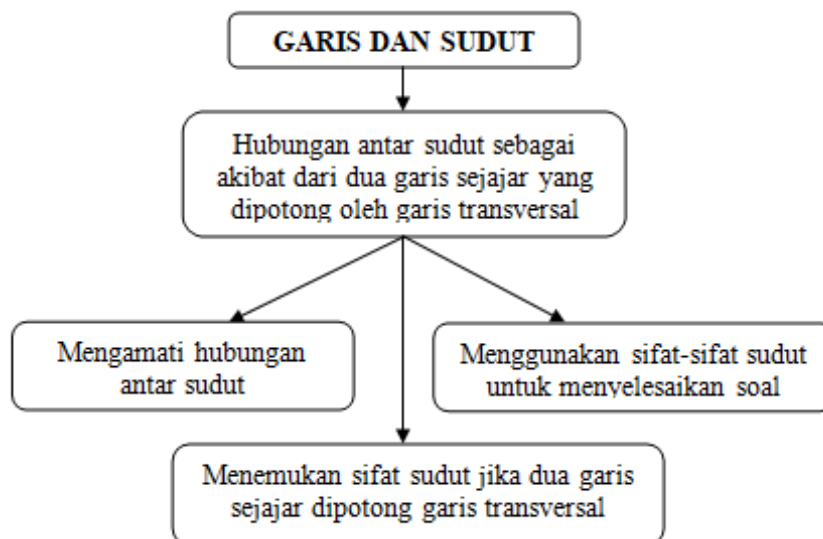 GARIS DAN SUDUT
Hubungan antar sudut sebagai
akibat dari dua garis sejajar yang
dipotong oleh garis transversal
Mengamati hubungan
antar sudut
Menggunakan sifat-sifat sudut
untuk menyelesaikan soal
Menemukan sifat sudut jika dua garis
sejajar dipotong garis transversal